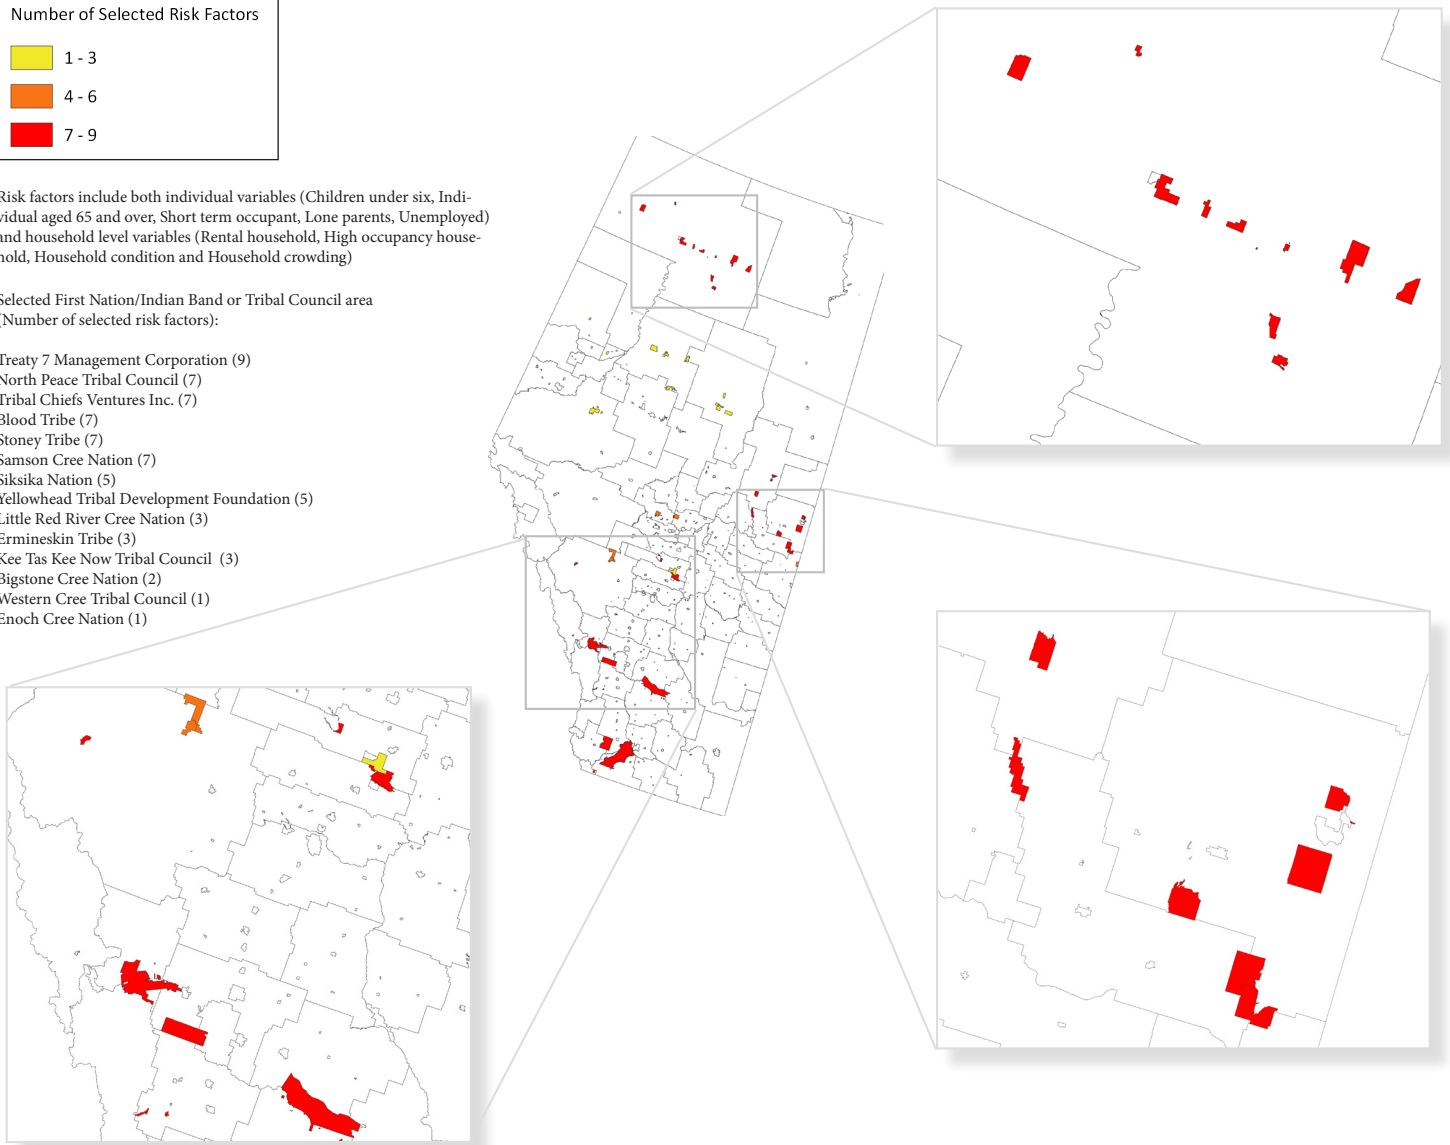 Number of Selected Risk Factors
1 - 3
4 - 6
7 - 9
Risk factors include both individual variables (Children under six, Indi-
vidual aged 65 and over, Short term occupant, Lone parents, Unemployed)
and household level variables (Rental household, High occupancy house-
hold, Household condition and Household crowding)
Selected First Nation/Indian Band or Tribal Council area
(Number of selected risk factors):
Treaty 7 Management Corporation (9)
North Peace Tribal Council (7)
Tribal Chiefs Ventures Inc. (7)
Blood Tribe (7)
Stoney Tribe (7)
Samson Cree Nation (7)
Siksika Nation (5)
Yellowhead Tribal Development Foundation (5)
Little Red River Cree Nation (3)
Ermineskin Tribe (3)
Kee Tas Kee Now Tribal Council (3)
Bigstone Cree Nation (2)
Western Cree Tribal Council (1)
Enoch Cree Nation (1)